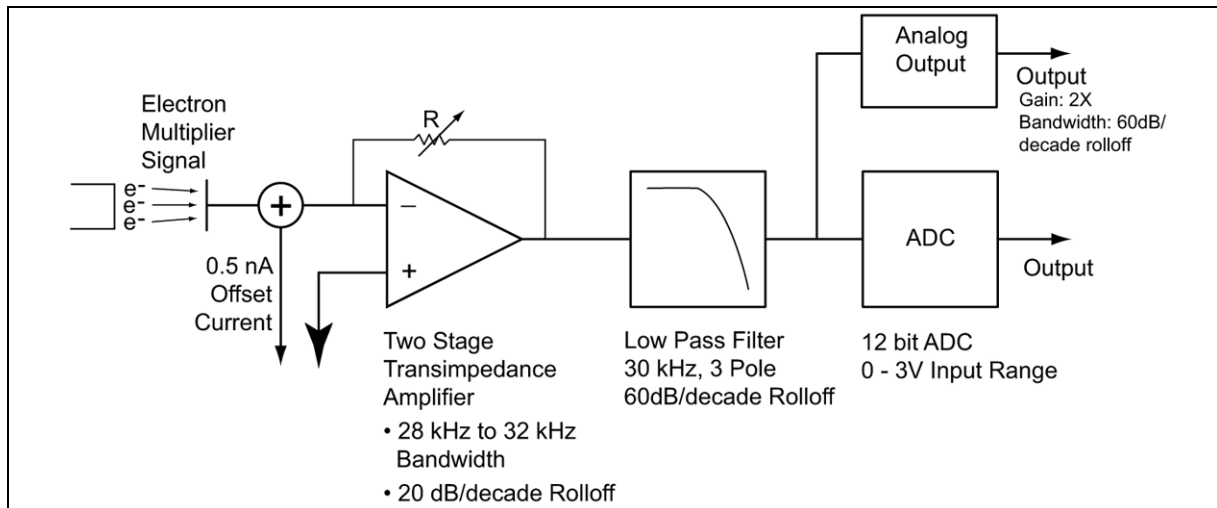 Electron
Multiplier
Signal
e-
e-
e-
+
0.5 nA
Offset
Current
R
−
+
Two Stage
Transimpedance
Amplifier
• 28 kHz to 32 kHz
Bandwidth
• 20 dB/decade Rolloff
Low Pass Filter
30 kHz, 3 Pole
60dB/decade Rolloff
Analog
Output
Output
Gain: 2X
Bandwidth: 60dB/
decade rolloff
ADC
Output
12 bit ADC
0 - 3V Input Range